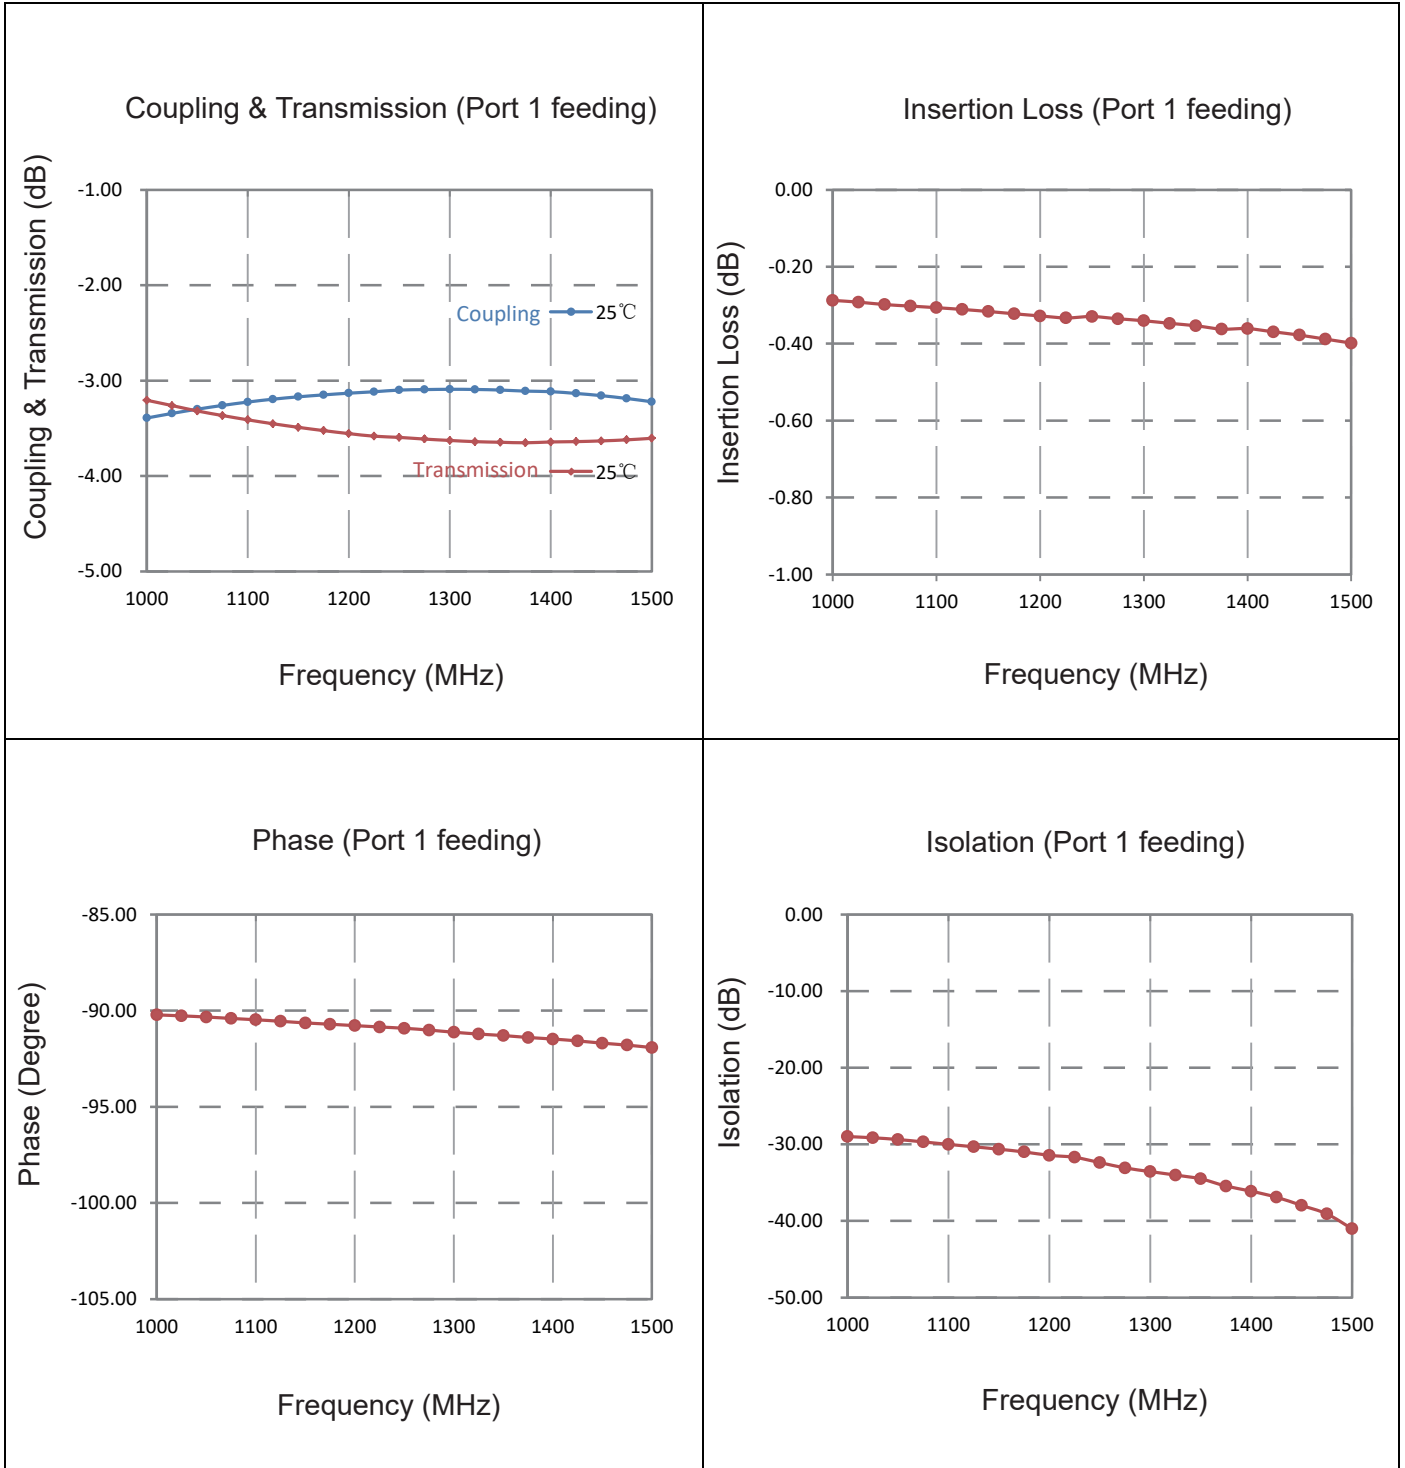 Coupling & Transmission (Port 1 feeding)
Coupling & Transmission (dB)
-1.00
-2.00
-3.00
-4.00
-5.00
Coupling 25℃
Transmission 25℃
1000 1100 1200 1300 1400 1500
Frequency (MHz)
Insertion Loss (Port 1 feeding)
Insertion Loss (dB)
0.00
-0.20
-0.40
-0.60
-0.80
-1.00
1000 1100 1200 1300 1400 1500
Frequency (MHz)
Phase (Port 1 feeding)
Phase (Degree)
-85.00
-90.00
-95.00
-100.00
-105.00
1000 1100 1200 1300 1400 1500
Frequency (MHz)
Isolation (Port 1 feeding)
Isolation (dB)
0.00
-10.00
-20.00
-30.00
-40.00
-50.00
1000 1100 1200 1300 1400 1500
Frequency (MHz)